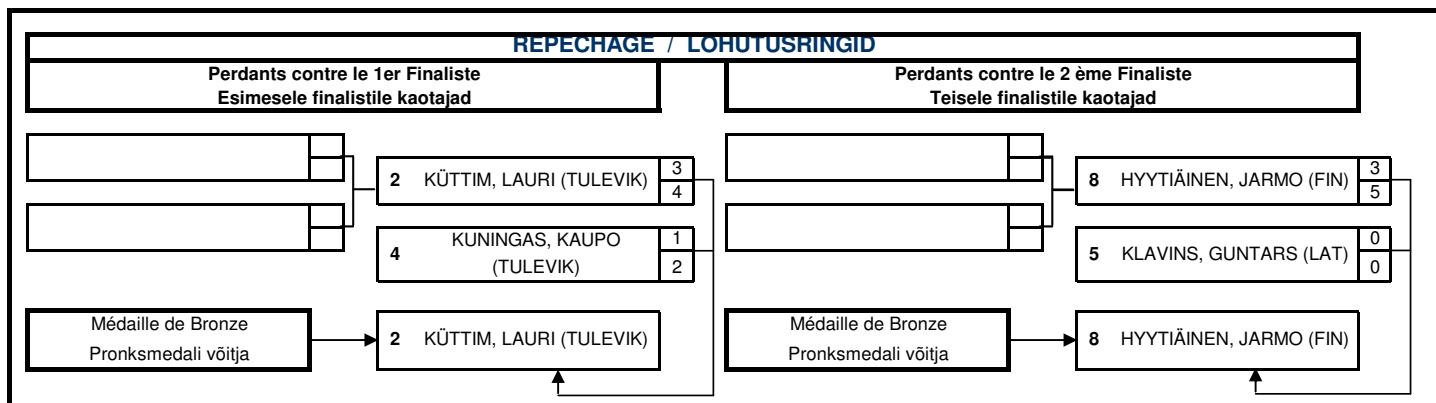 REPECHAGE / LOHUTUSRINGID
Perdants contre le 1er Finaliste
Esimesele finalistile kaotajad
Perdants contre le 2 ème Finaliste
Teisele finalistile kaotajad
2 KÜTTIM, LAURI (TULEVIK) 3
4
4 KUNINGAS, KAUPO 1
(TULEVIK) 2
8 HYYTIÄINEN, JARMO (FIN) 3
5
5 KLAVINS, GUNTARS (LAT) 0
0
Médaille de Bronze
Pronksmedali võitja
2 KÜTTIM, LAURI (TULEVIK)
Médaille de Bronze
Pronksmedali võitja
8 HYYTIÄINEN, JARMO (FIN)